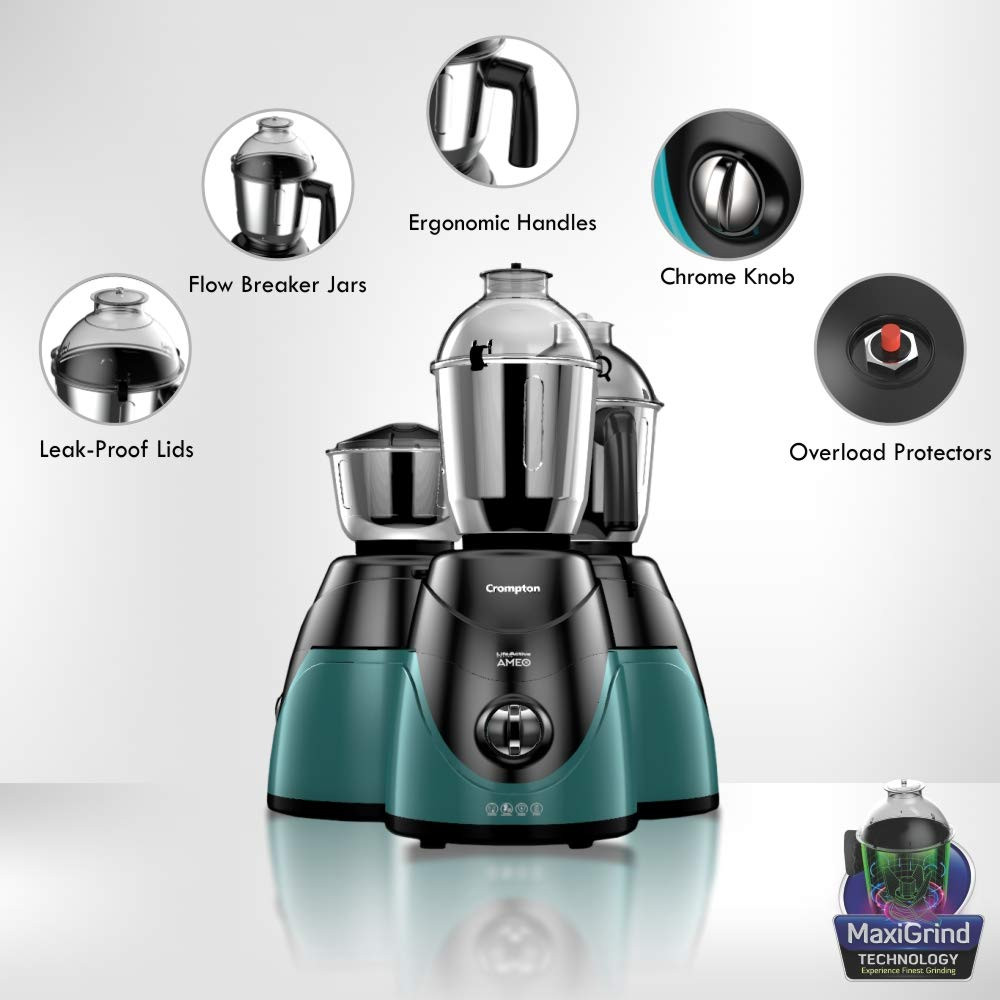 Ergonomic Handles
Flow Breaker Jars
Chrome Knob
Leak-Proof Lids
Overload Protectors
Crompton
AMEO
MaxiGrind
TECHNOLOGY
Experience Finest Grinding